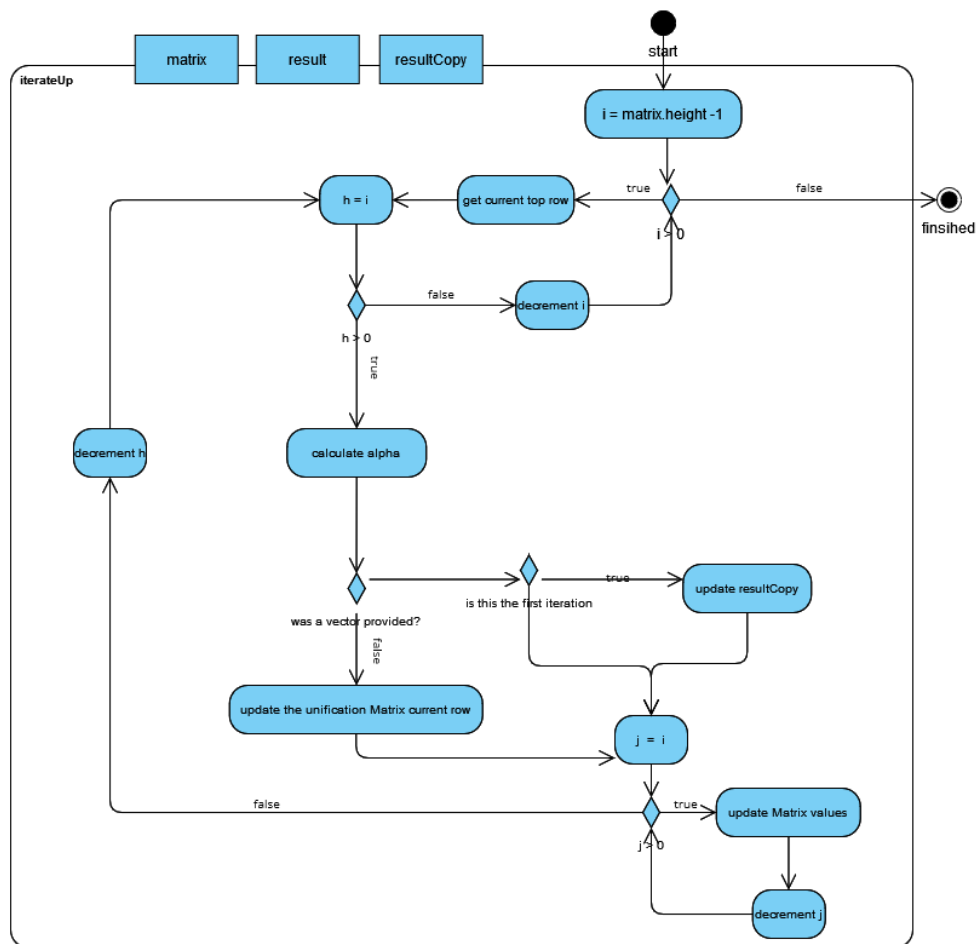 start
matrix
result
resultCopy
iterateUp
i = matrix.height -1
h = i
get current top row
true
false
i > 0
finsihed
false
decrement i
h > 0
true
decrement h
calculate alpha
true
update resultCopy
is this the first iteration
was a vector provided?
false
update the unification Matrix current row
j = i
false
true
update Matrix values
j > 0
decrement j